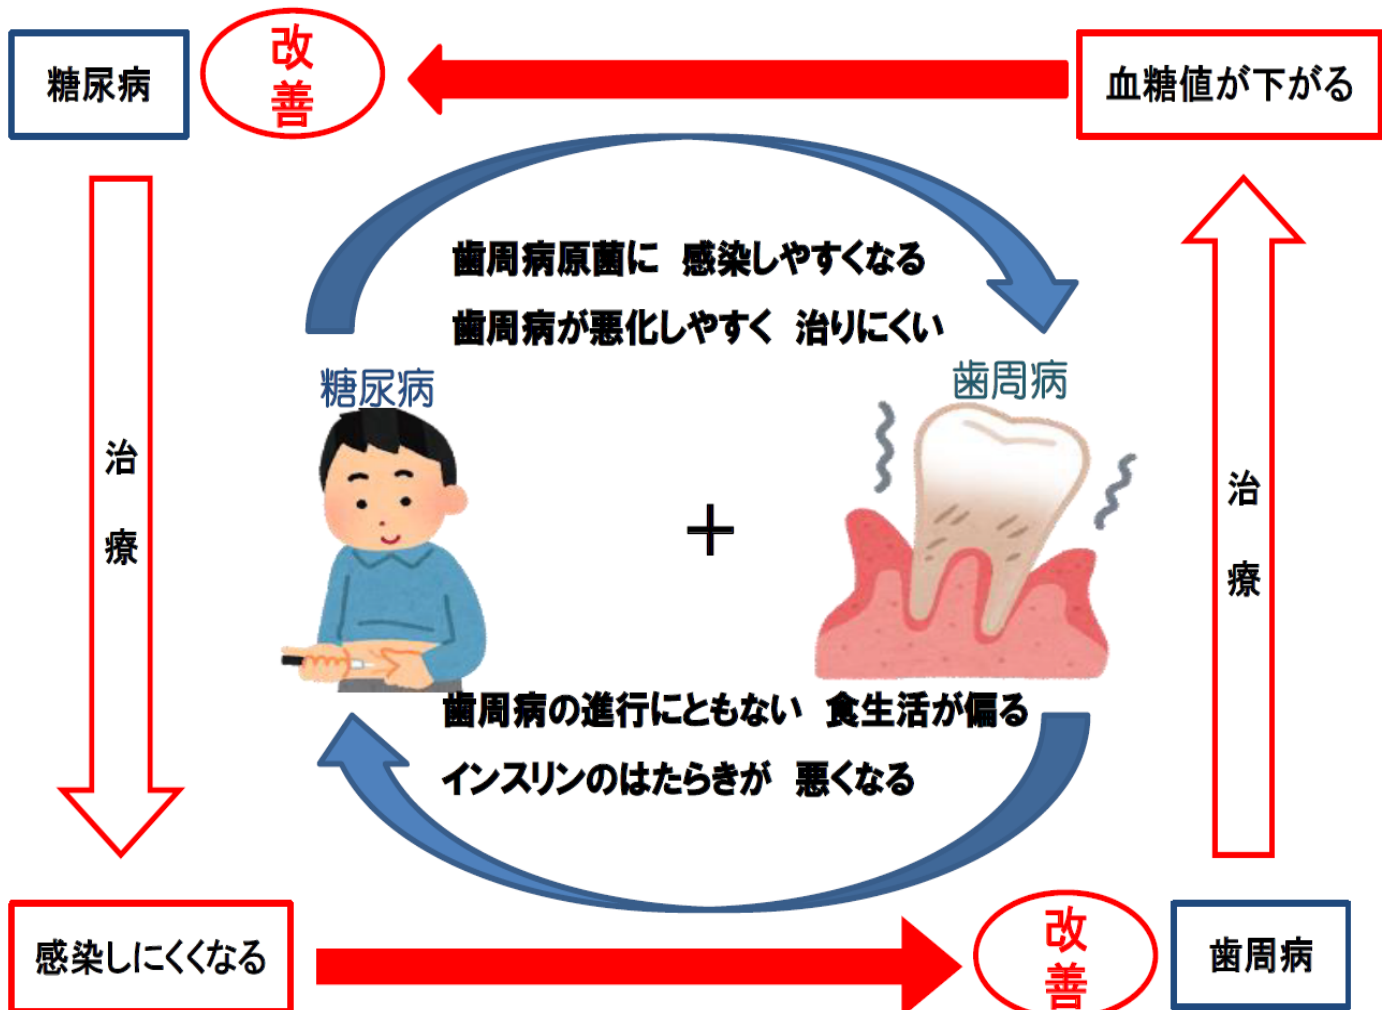 糖尿病
改善
血糖値が下がる
歯周病原菌に 感染しやすくなる
歯周病が悪化しやすく 治りにくい
糖尿病
歯周病
治療
治療
+
歯周病の進行にともない 食生活が偏る
インスリンのはたらきが 悪くなる
感染しにくくなる
改善
歯周病